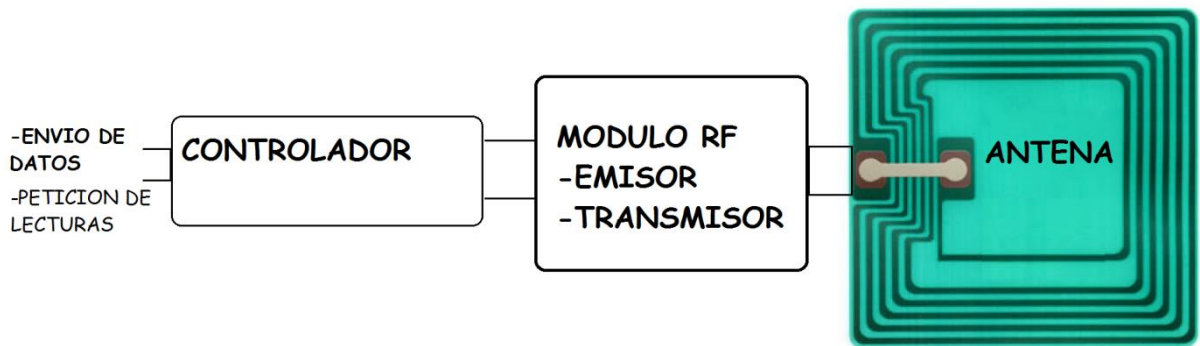 -ENVIO DE
DATOS
-PETICION DE
LECTURAS
CONTROLADOR
MODULO RF
-EMISOR
-TRANSMISOR
ANTENA